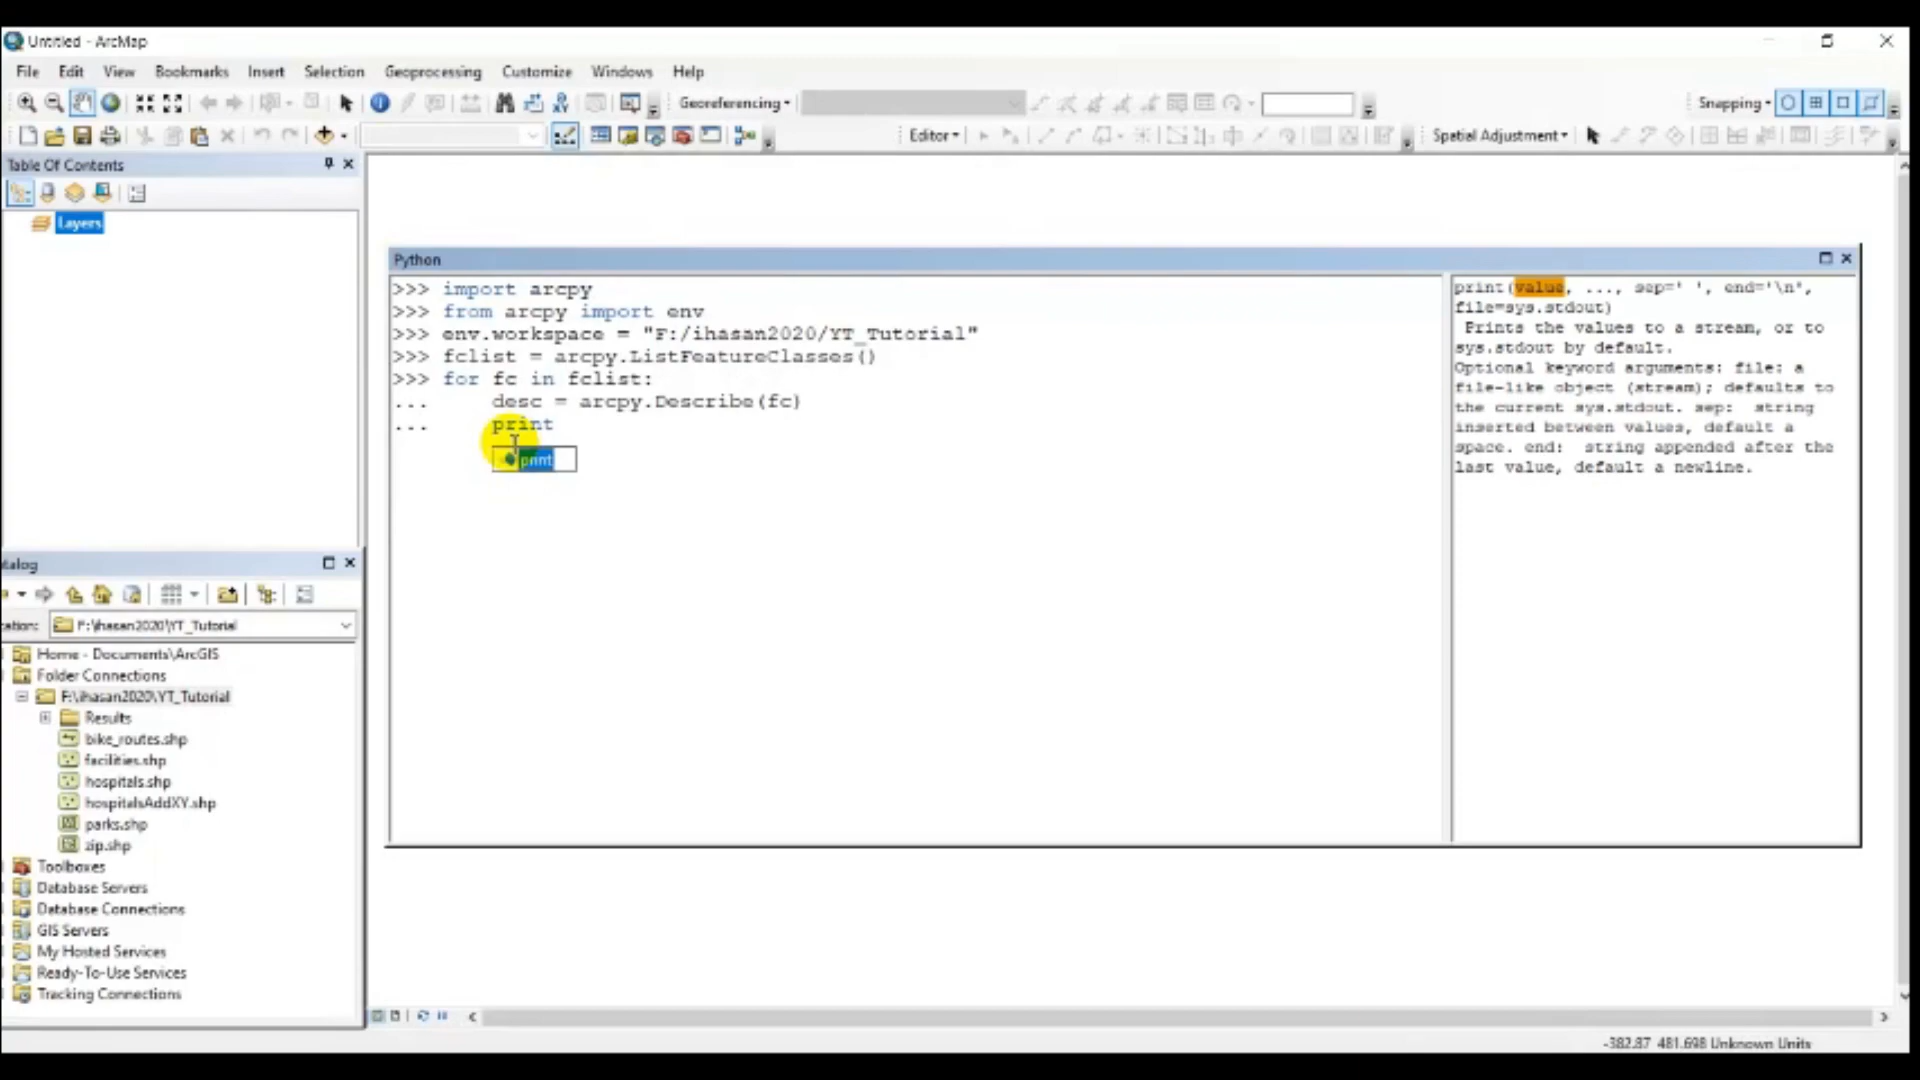 Untitled - ArcMap
File Edit View Bookmarks Insert Selection Geoprocessing Customize Windows Help
Georeferencing
Snapping
Editor
Spatial Adjustment
Table Of Contents
Layers
Python
>>> import arcpy
>>> from arcpy import env
>>> env.workspace = "F:/ihasan2020/YT_Tutorial"
>>> fclist = arcpy.ListFeatureClasses()
>>> for fc in fclist:
... desc = arcpy.Describe(fc)
... print
print
print(value, ..., sep=' ', end='\n',
file=sys.stdout)
Prints the values to a stream, or to
sys.stdout by default.
Optional keyword arguments: file: a
file-like object (stream); defaults to
the current sys.stdout. sep: string
inserted between values, default a
space. end: string appended after the
last value, default a newline.
talog
cation: F:\ihasan2020\YT_Tutorial
Home - Documents\ArcGIS
Folder Connections
F:\ihasan2020\YT_Tutorial
Results
bike_routes.shp
facilities.shp
hospitals.shp
hospitalsAddXY.shp
parks.shp
zip.shp
Toolboxes
Database Servers
Database Connections
GIS Servers
My Hosted Services
Ready-To-Use Services
Tracking Connections
-382.87 481.698 Unknown Units